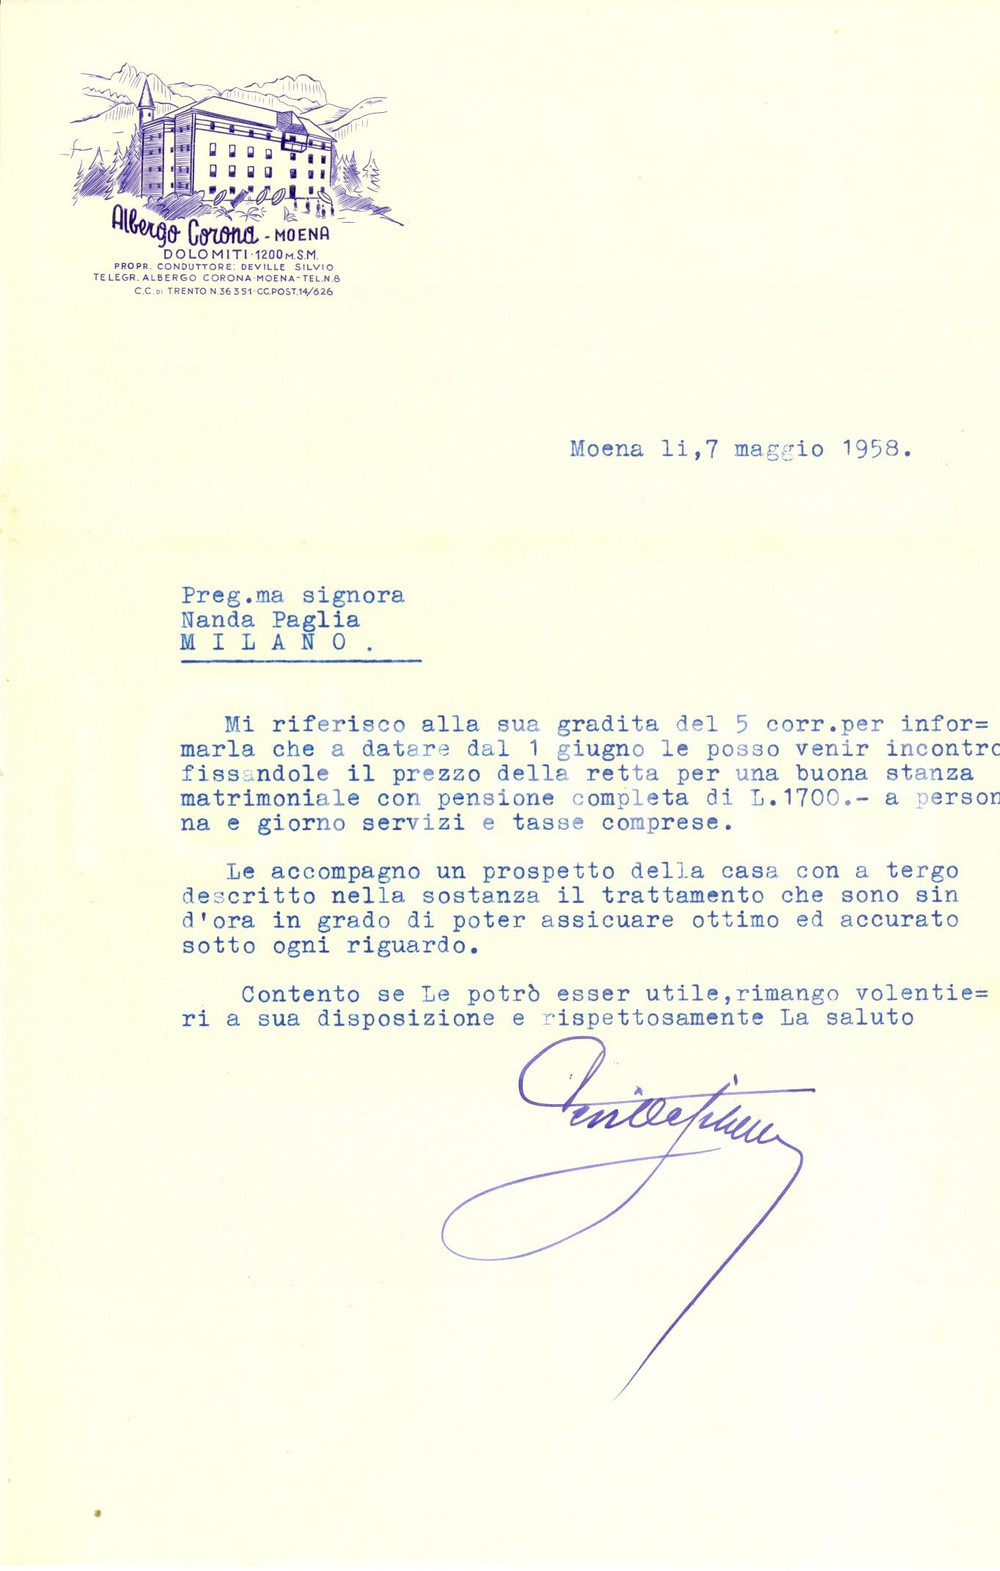 Albergo Corona - MOENA
DOLOMITI·1200 M.S.M.
PROPR. CONDUTTORE: DEVILLE SILVIO
TELEGR. ALBERGO CORONA·MOENA-TEL.N.8
C.C. DI TRENTO N.36351·CC.POST.14/626
Moena li,7 maggio 1958.
Preg.ma signora
Nanda Paglia
M I L A N O .
Mi riferisco alla sua gradita del 5 corr.per infor=
marla che a datare dal 1 giugno le posso venir incontro
fissandole il prezzo della retta per una buona stanza
matrimoniale con pensione completa di L.1700.- a person
na e giorno servizi e tasse comprese.
Le accompagno un prospetto della casa con a tergo
descritto nella sostanza il trattamento che sono sin
d'ora in grado di poter assicuare ottimo ed accurato
sotto ogni riguardo.
Contento se Le potrò esser utile,rimango volentie=
ri a sua disposizione e rispettosamente La saluto